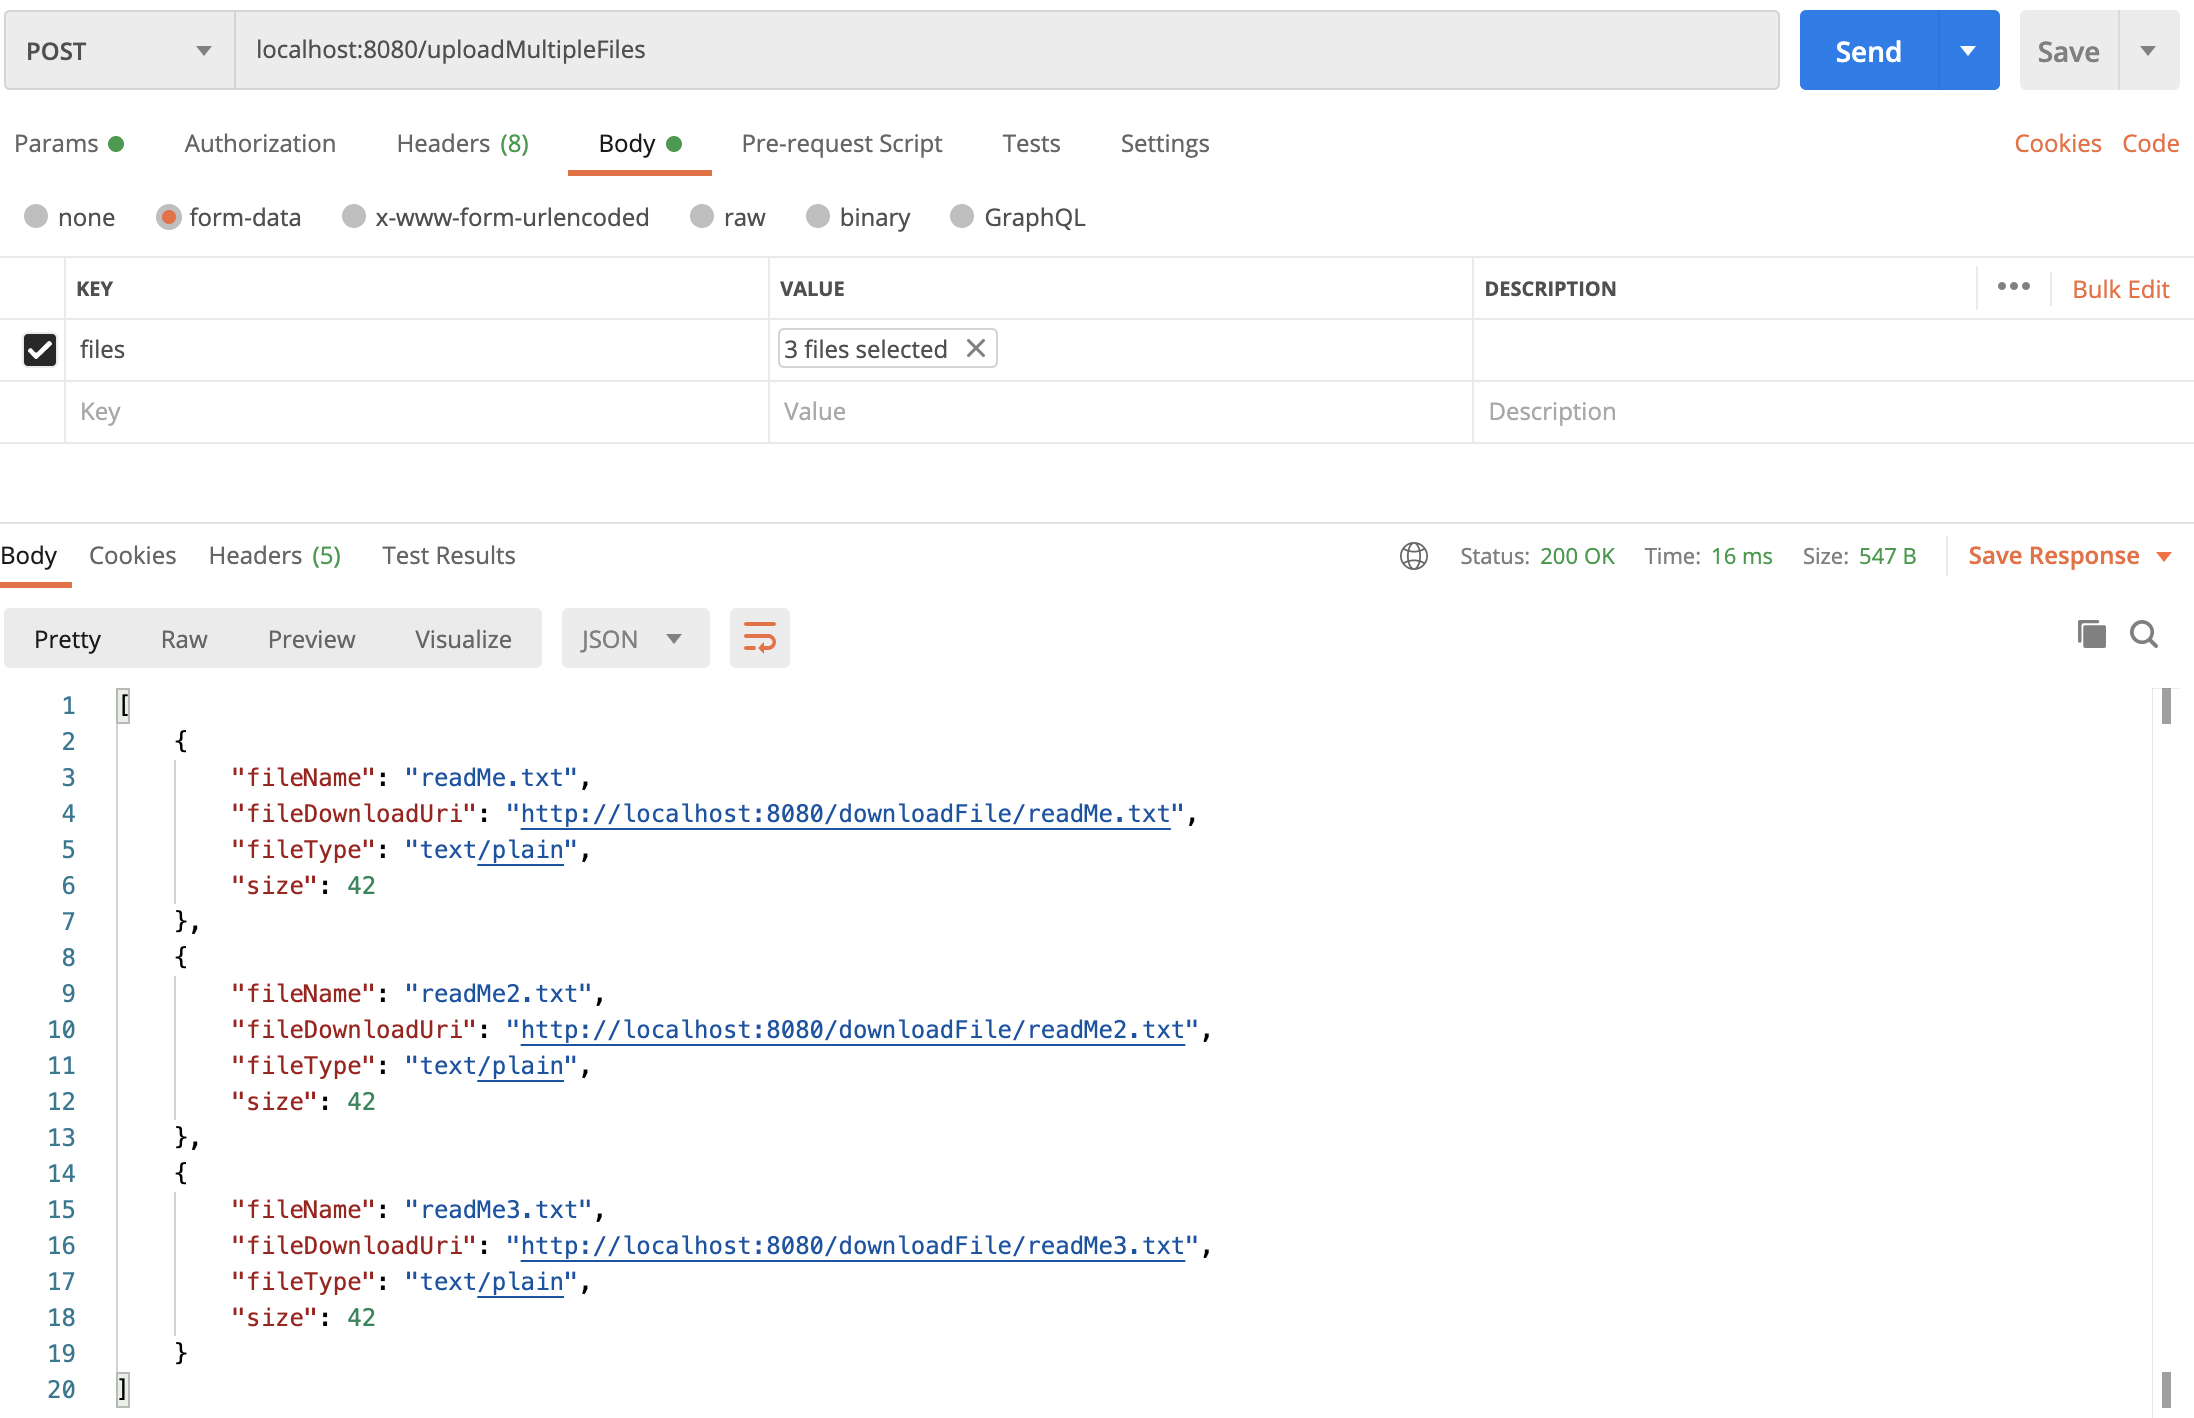 POST localhost:8080/uploadMultipleFiles Send Save
Params Authorization Headers (8) Body Pre-request Script Tests Settings Cookies Code
none form-data x-www-form-urlencoded raw binary GraphQL
KEY VALUE DESCRIPTION ••• Bulk Edit
files 3 files selected
Key Value Description
Body Cookies Headers (5) Test Results Status: 200 OK Time: 16 ms Size: 547 B Save Response
Pretty Raw Preview Visualize JSON
1 [
2 {
3 "fileName": "readMe.txt",
4 "fileDownloadUri": "http://localhost:8080/downloadFile/readMe.txt",
5 "fileType": "text/plain",
6 "size": 42
7 },
8 {
9 "fileName": "readMe2.txt",
10 "fileDownloadUri": "http://localhost:8080/downloadFile/readMe2.txt",
11 "fileType": "text/plain",
12 "size": 42
13 },
14 {
15 "fileName": "readMe3.txt",
16 "fileDownloadUri": "http://localhost:8080/downloadFile/readMe3.txt",
17 "fileType": "text/plain",
18 "size": 42
19 }
20 ]